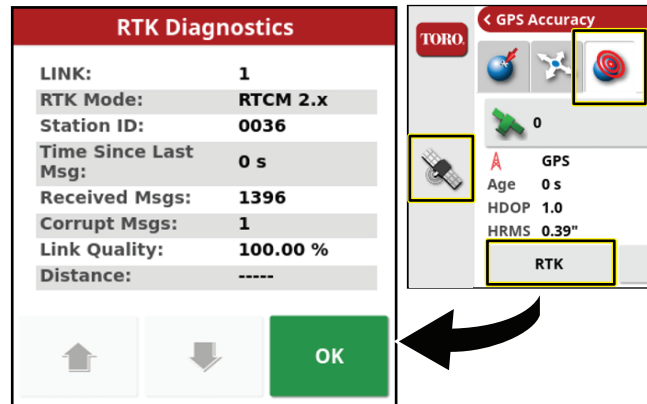 RTK Diagnostics
LINK: 1
RTK Mode: RTCM 2.x
Station ID: 0036
Time Since Last
Msg: 0 s
Received Msgs: 1396
Corrupt Msgs: 1
Link Quality: 100.00 %
Distance: -----
OK
TORO.
< GPS Accuracy
0
GPS
Age 0 s
HDOP 1.0
HRMS 0.39"
RTK